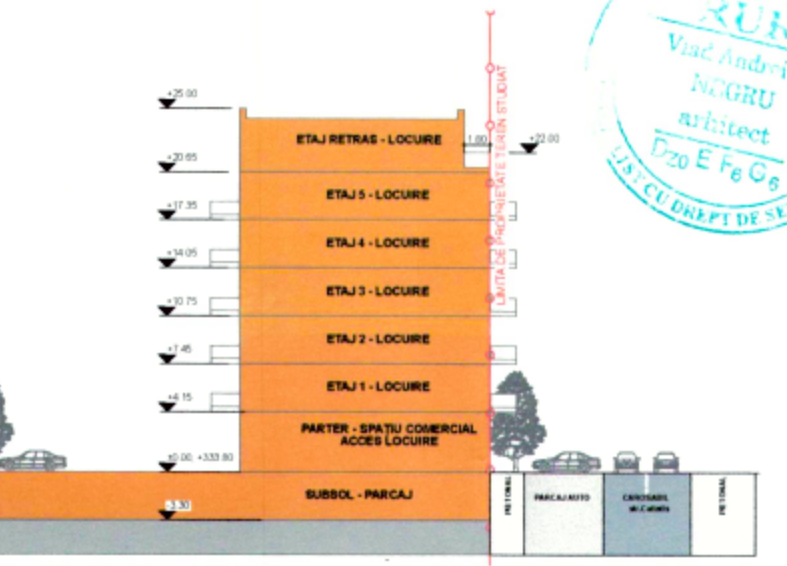 RUR
Vlad Andrei
NEGRU
arhitect
Dzo E F6 G6
CU DREPT DE SE
+25.00
ETAJ RETRAS - LOCUIRE
1.80
+22.00
+20.65
ETAJ 5 - LOCUIRE
+17.35
ETAJ 4 - LOCUIRE
+14.05
ETAJ 3 - LOCUIRE
+10.75
ETAJ 2 - LOCUIRE
+7.45
ETAJ 1 - LOCUIRE
+4.15
PARTER - SPAȚIU COMERCIAL
ACCES LOCUIRE
±0.00, +333.80
SUBSOL - PARCAJ
-3.30
LIMITA DE PROPRIETATE TEREN STUDIAT
PIETONAL
PARCAJ AUTO
CAROSABIL
PIETONAL